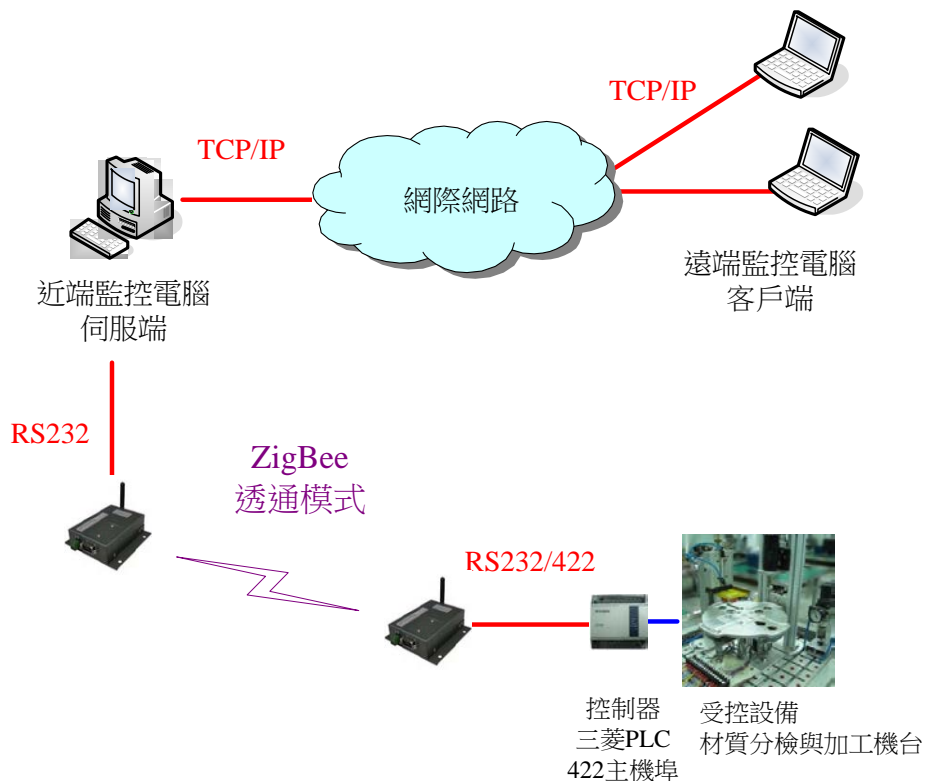 TCP/IP
TCP/IP
網際網路
近端監控電腦
伺服端
遠端監控電腦
客戶端
RS232
ZigBee
透通模式
RS232/422
控制器
三菱PLC
422主機埠
受控設備
材質分檢與加工機台